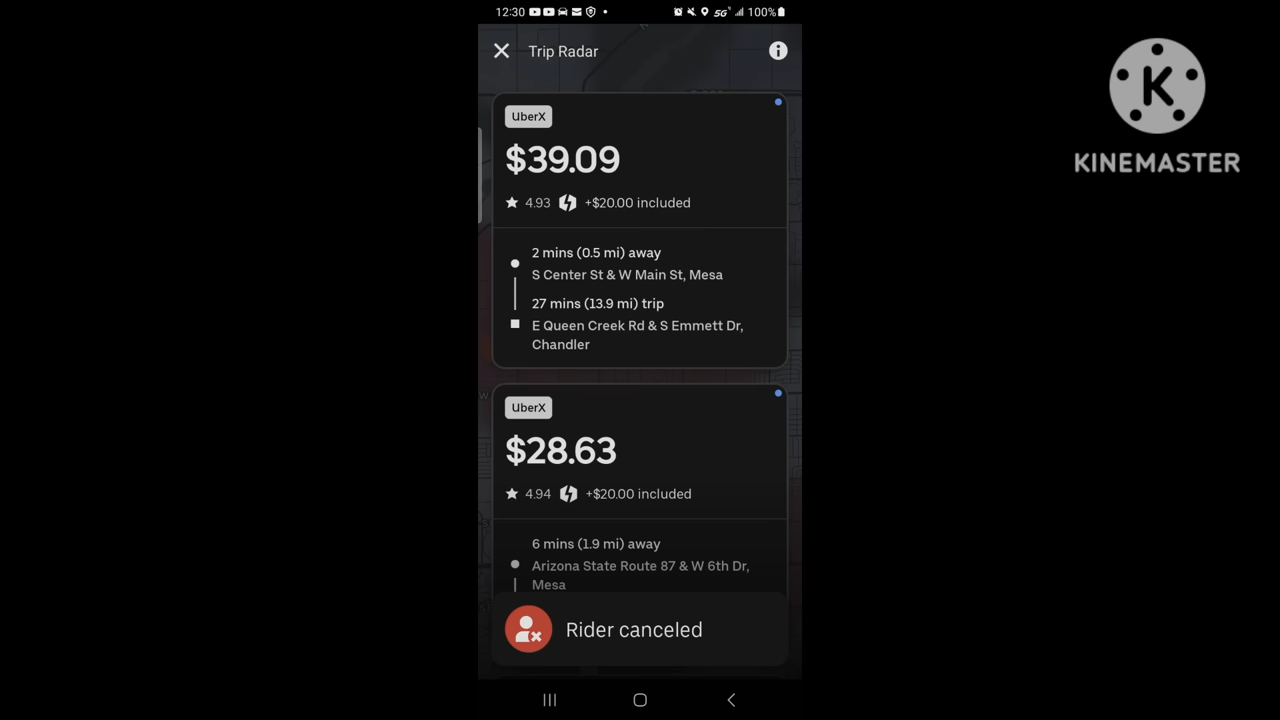 12:30
5G
100%
Trip Radar
UberX
$39.09
4.93 +$20.00 included
2 mins (0.5 mi) away
S Center St & W Main St, Mesa
27 mins (13.9 mi) trip
E Queen Creek Rd & S Emmett Dr,
Chandler
UberX
$28.63
4.94 +$20.00 included
6 mins (1.9 mi) away
Arizona State Route 87 & W 6th Dr,
Mesa
Rider canceled
K
KINEMASTER